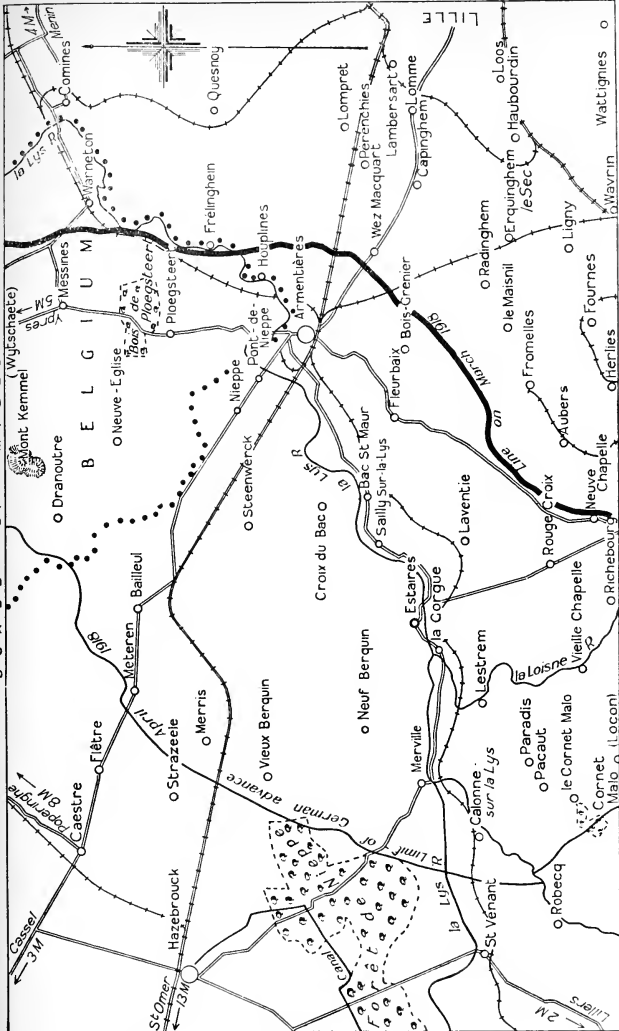 (Wytschaete)
Mont Kemmel
Dranoutre
Ypres
5M
Messines
la Lys R
Comines
4M
Menin
Warneton
BELGIUM
Neuve-Eglise
Bois de
Ploegsteert
Ploegsteert
Frélinghein
Quesnoy
Houplines
Lompret
Perenchies
Lambersart
LILLE
Lomme
Capinghem
Wez Macquart
Armentières
Pont-de
Nieppe
Nieppe
Steenwerck
Bailleul
Meteren
1918
April
Flêtre
Caestre
Poperinghe
8M
Cassel
3M
Strazeele
Merris
Vieux Berquin
Hazebrouck
St Omer
13M
German advance
Limit of
la Lys R
Croix du Bac
Bac St Maur
Sailly Sur-la-Lys
Fleurbaix
Bois-Grenier
Radinghem
le Maisnil
Erquinghem
le Sec
Loos
Haubourdin
Wattignies
Ligny
Wavrin
Fournes
Fromelles
Aubers
Herlies
Line on March 1918
Neuf Berquin
Estaires
la Gorgue
Laventie
Rouge Croix
Neuve
Chapelle
Richebourg
Vieille Chapelle
la Loisne R
Lestrem
Merville
Paradis
Pacaut
le Cornet Malo
Cornet
Malo
(Locon)
Calonne-
sur la Lys
N
Canal
Forêt de
la Lys R
St Venant
Robecq
Lillers
2M